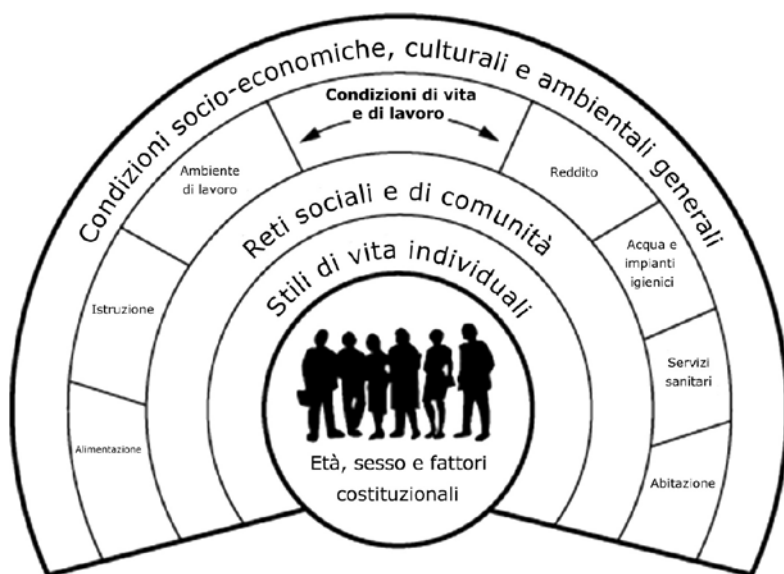 Condizioni socio-economiche, culturali e ambientali generali
Condizioni di vita
e di lavoro
Ambiente
di lavoro
Reddito
Reti sociali e di comunità
Acqua e
impianti
igienici
Stili di vita individuali
Istruzione
Servizi
sanitari
Alimentazione
Età, sesso e fattori
costituzionali
Abitazione